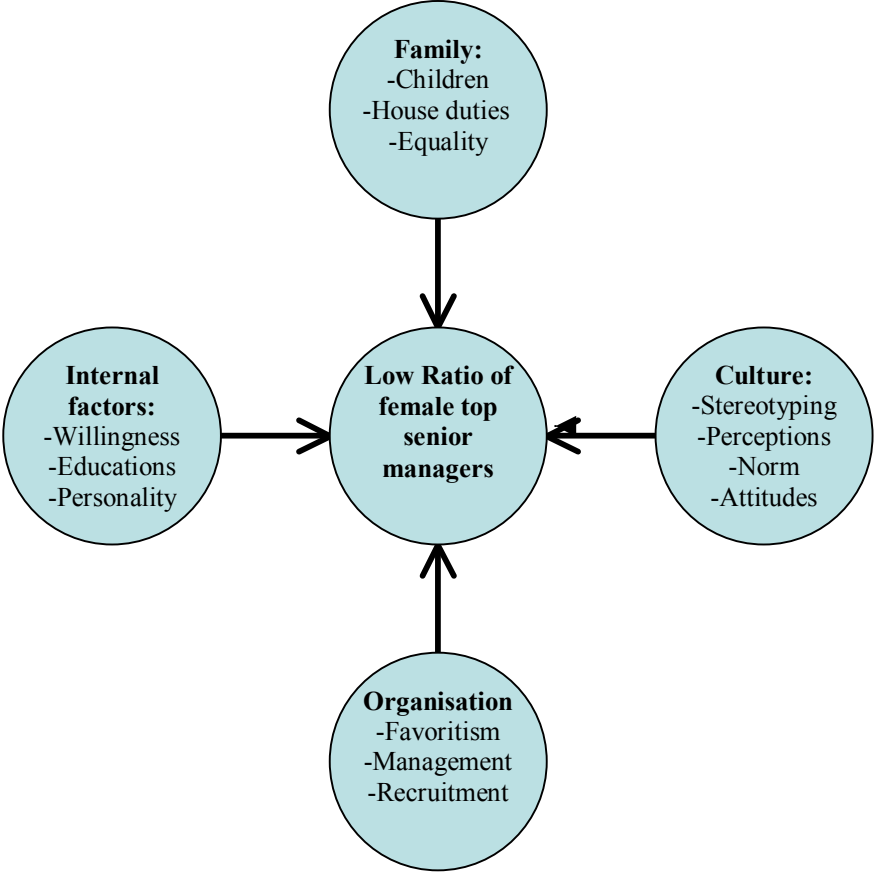 Family:
-Children
-House duties
-Equality
Internal
factors:
-Willingness
-Educations
-Personality
Low Ratio of
female top
senior
managers
Culture:
-Stereotyping
-Perceptions
-Norm
-Attitudes
Organisation
-Favoritism
-Management
-Recruitment